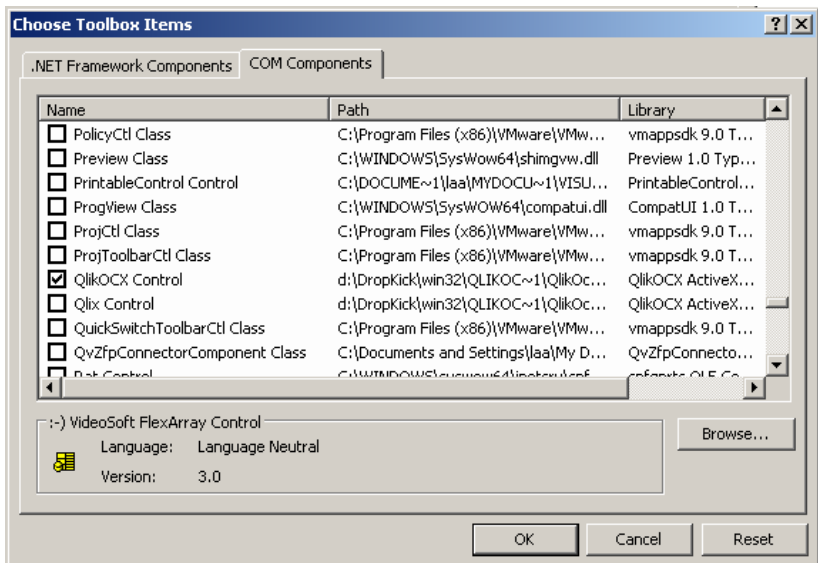 Choose Toolbox Items
.NET Framework Components COM Components
Name Path Library
PolicyCtl Class C:\Program Files (x86)\VMware\VMw... vmappsdk 9.0 T...
Preview Class C:\WINDOWS\SysWow64\shimgvw.dll Preview 1.0 Typ...
PrintableControl Control C:\DOCUME~1\laa\MYDOCU~1\VISU... PrintableControl...
ProgView Class C:\WINDOWS\SysWOW64\compatui.dll CompatUI 1.0 T...
ProjCtl Class C:\Program Files (x86)\VMware\VMw... vmappsdk 9.0 T...
ProjToolbarCtl Class C:\Program Files (x86)\VMware\VMw... vmappsdk 9.0 T...
QlikOCX Control d:\DropKick\win32\QLIKOC~1\QlikOc... QlikOCX ActiveX...
Qlix Control d:\DropKick\win32\QLIKOC~1\QlikOc... QlikOCX ActiveX...
QuickSwitchToolbarCtl Class C:\Program Files (x86)\VMware\VMw... vmappsdk 9.0 T...
QvZfpConnectorComponent Class C:\Documents and Settings\laa\My D... QvZfpConnecto...
:-) VideoSoft FlexArray Control
Language: Language Neutral
Version: 3.0
Browse...
OK Cancel Reset